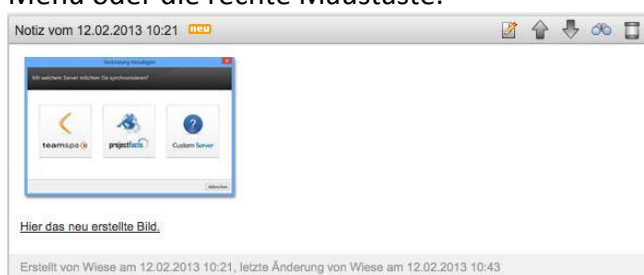 Menü oder die rechte Maustaste.
Notiz vom 12.02.2013 10:21 neu
Verbindung hinzufügen
Mit welchem Server möchten Sie synchronisieren?
teamspace projectfacts Custom Server
Abbrechen
Hier das neu erstellte Bild.
Erstellt von Wiese am 12.02.2013 10:21, letzte Änderung von Wiese am 12.02.2013 10:43